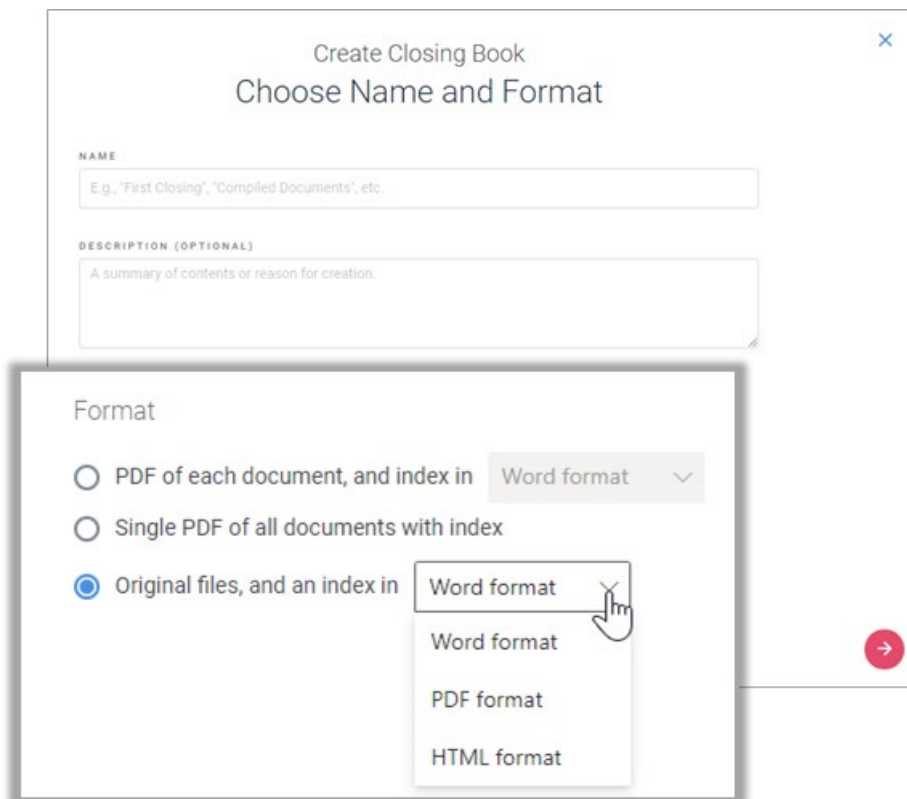 Create Closing Book
Choose Name and Format
NAME
E.g., "First Closing", "Compiled Documents", etc.
DESCRIPTION (OPTIONAL)
A summary of contents or reason for creation.
Format
PDF of each document, and index in Word format
Single PDF of all documents with index
Original files, and an index in Word format
Word format
PDF format
HTML format